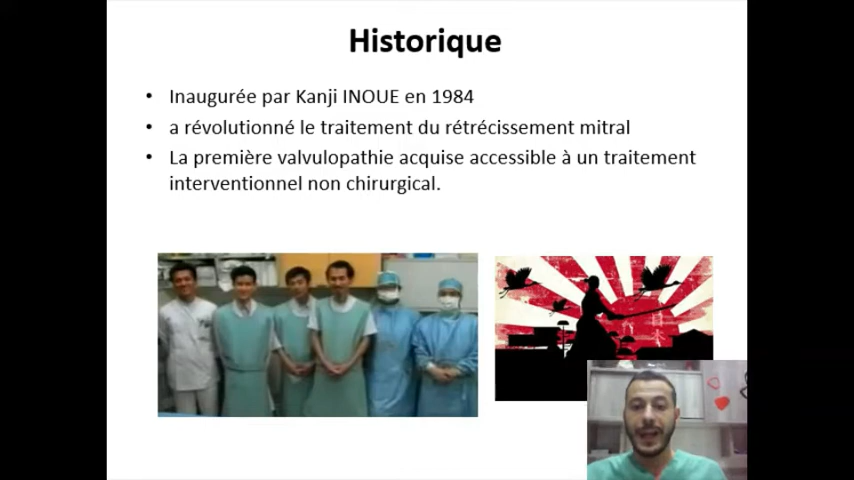 Historique
• Inaugurée par Kanji INOUE en 1984
• a révolutionné le traitement du rétrécissement mitral
• La première valvulopathie acquise accessible à un traitement
interventionnel non chirurgical.